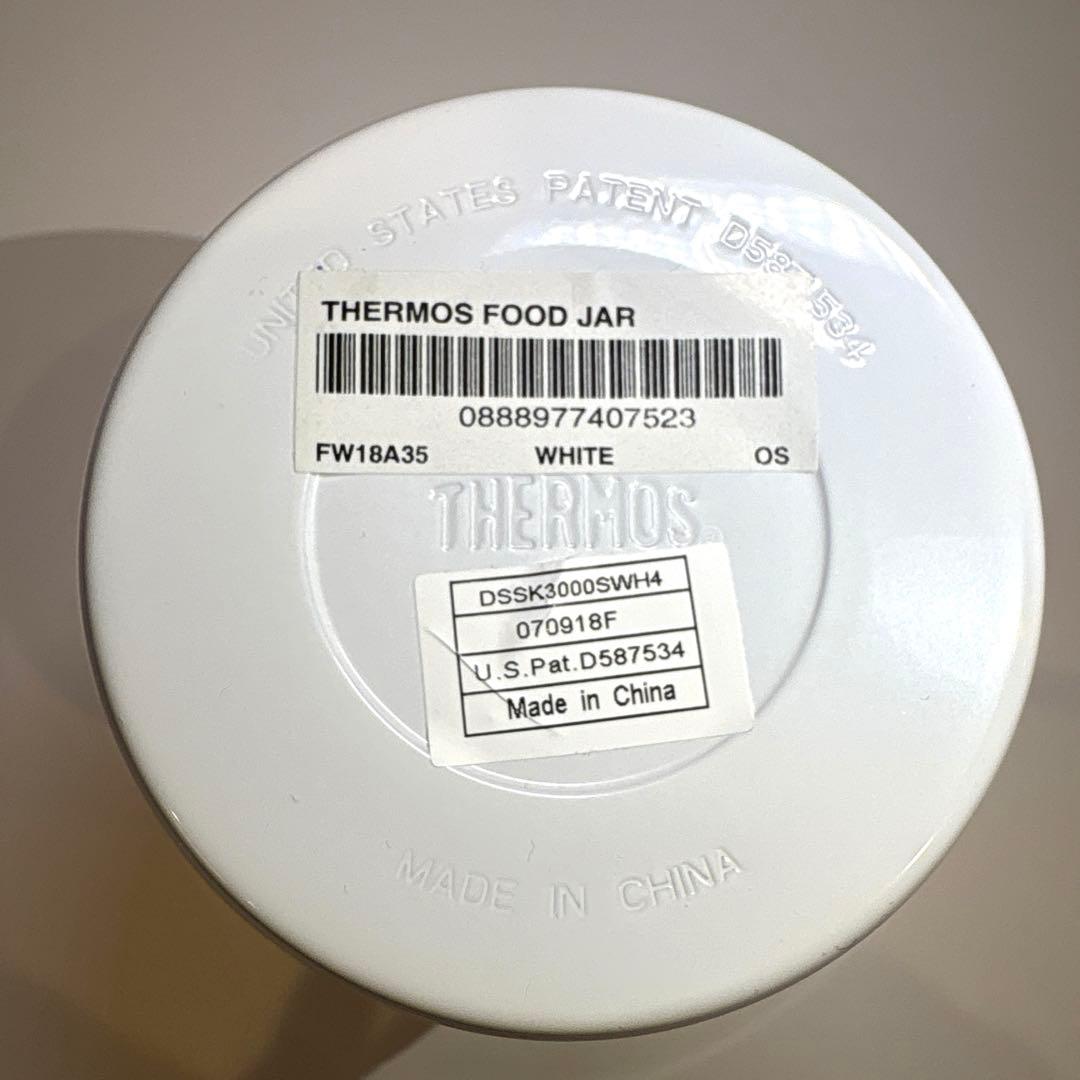 UNITED STATES PATENT D587534
THERMOS FOOD JAR
0888977407523
FW18A35 WHITE OS
THERMOS
DSSK3000SWH4
070918F
U.S.Pat.D587534
Made in China
MADE IN CHINA